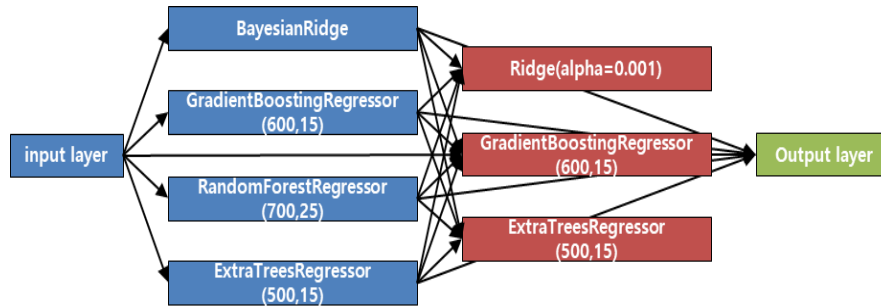 input layer
BayesianRidge
GradientBoostingRegressor
(600,15)
RandomForestRegressor
(700,25)
ExtraTreesRegressor
(500,15)
Ridge(alpha=0.001)
GradientBoostingRegressor
(600,15)
ExtraTreesRegressor
(500,15)
Output layer